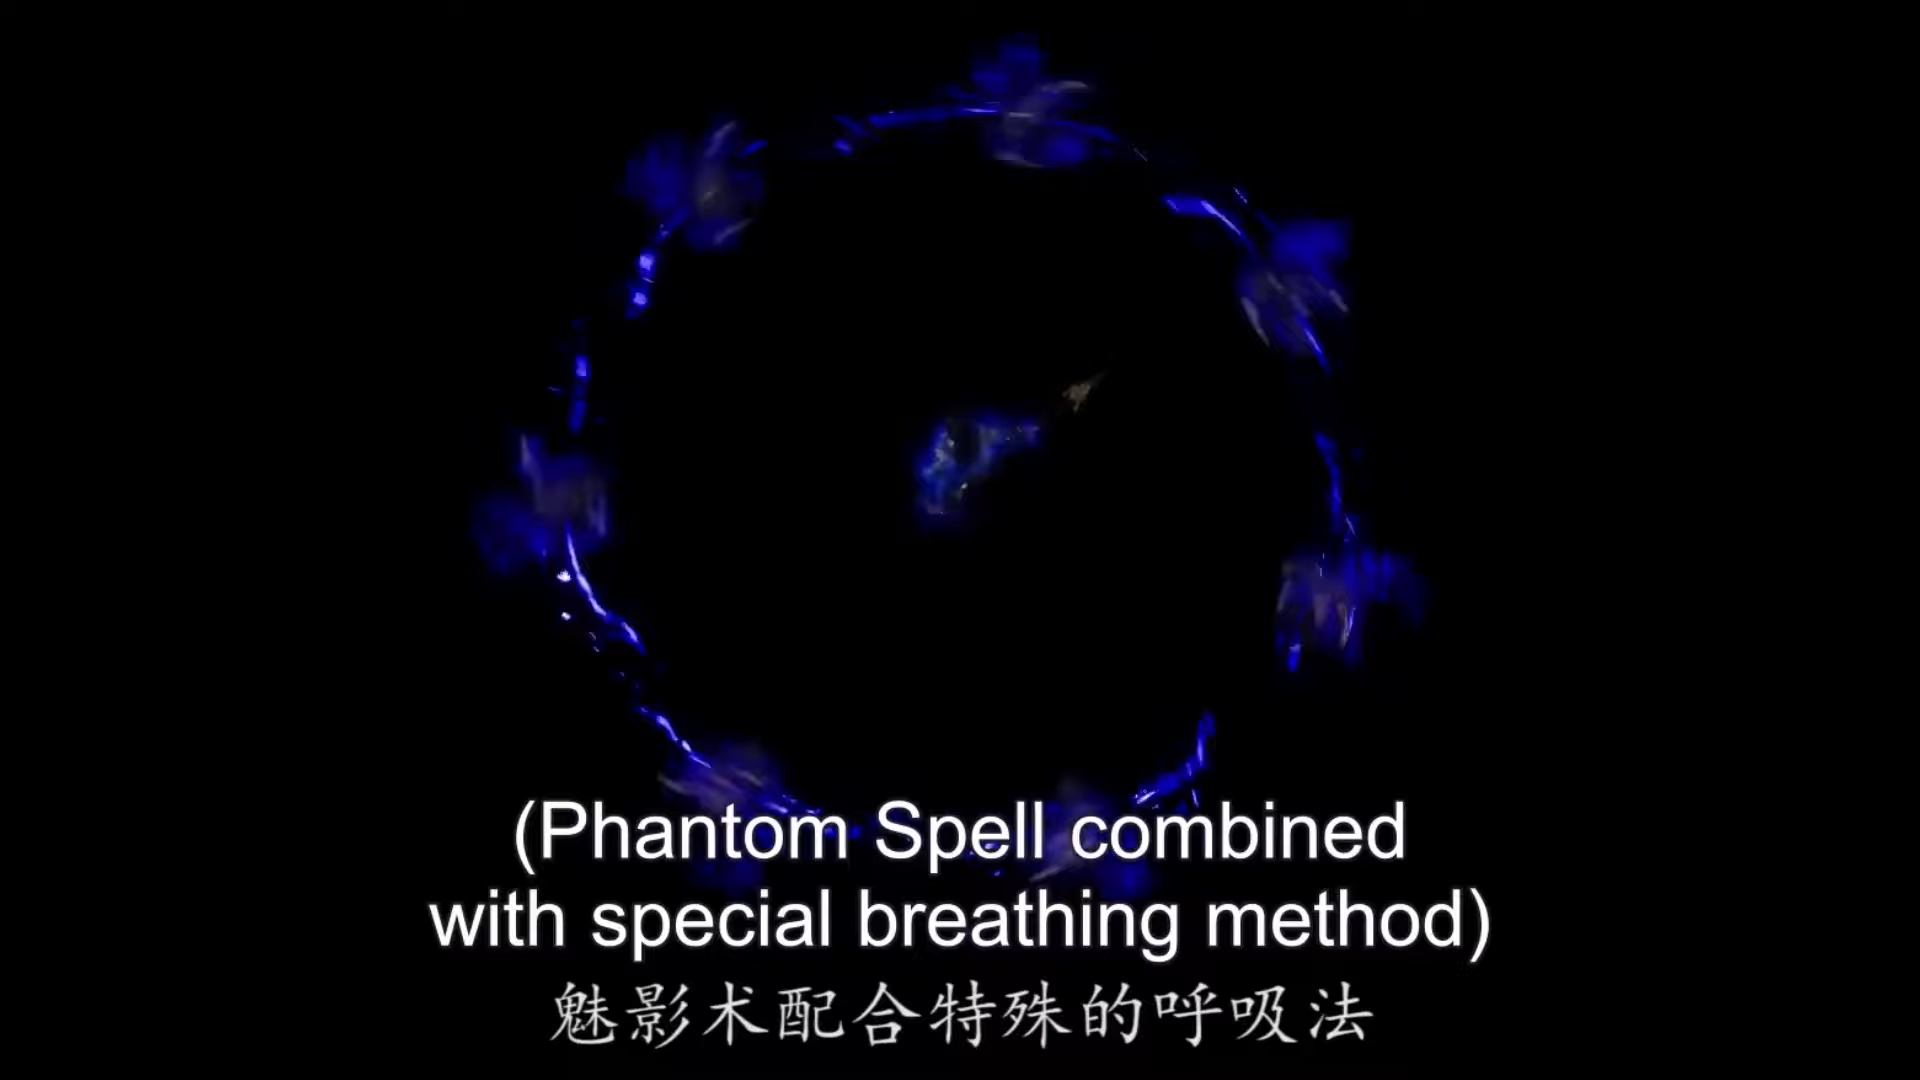 (Phantom Spell combined
with special breathing method)
魅影术配合特殊的呼吸法